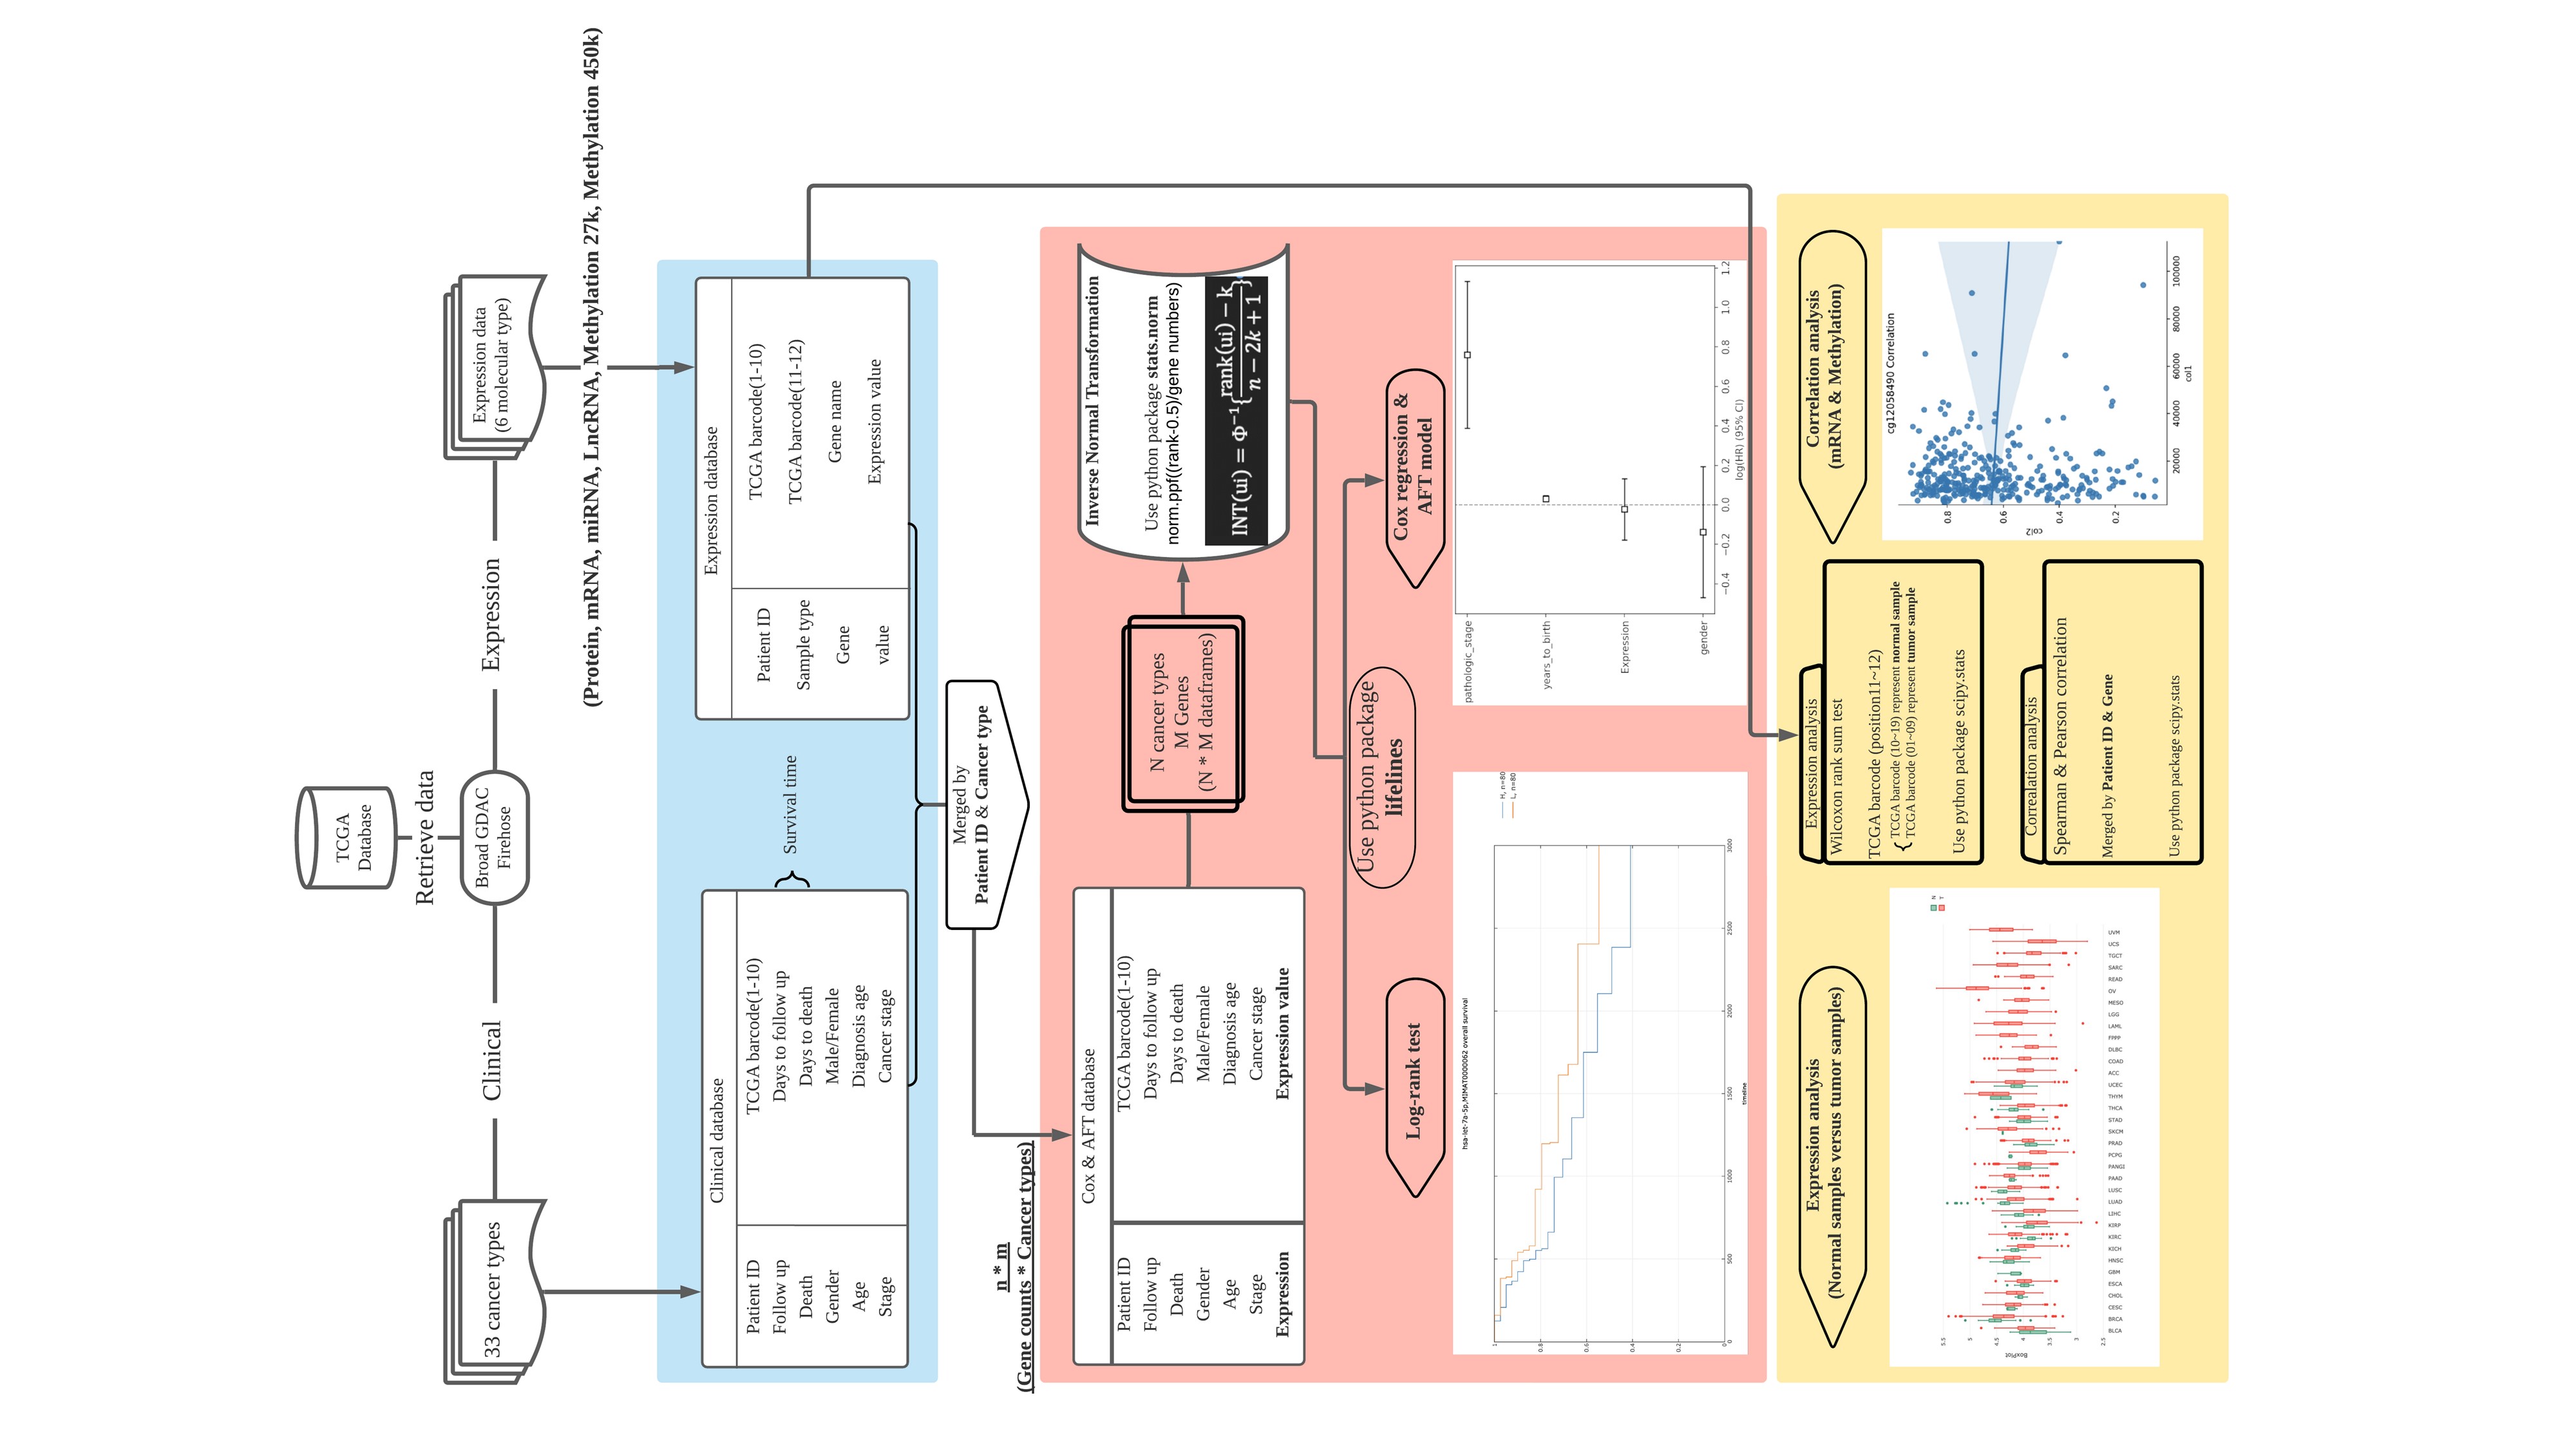 TCGA
Database
Retrieve data
Broad GDAC
Firehose
33 cancer types
Clinical
Expression
Expression data
(6 molecular type)
(Protein, mRNA, miRNA, LncRNA, Methylation 27k, Methylation 450k)
Clinical database
Patient ID TCGA barcode(1-10)
Follow up Days to follow up
Death Days to death
Gender Male/Female
Age Diagnosis age
Stage Cancer stage
Survival time
Expression database
Patient ID TCGA barcode(1-10)
Sample type TCGA barcode(11-12)
Gene Gene name
value Expression value
Merged by
Patient ID & Cancer type
n * m
(Gene counts * Cancer types)
Cox & AFT database
Patient ID TCGA barcode(1-10)
Follow up Days to follow up
Death Days to death
Gender Male/Female
Age Diagnosis age
Stage Cancer stage
Expression Expression value
N cancer types
M Genes
(N * M dataframes)
Inverse Normal Transformation
Use python package stats.norm
norm.ppf((rank-0.5)/gene numbers)
INT(ui) = Φ⁻¹{rank(ui) − k / n − 2k + 1}
Use python package
lifelines
Log-rank test
Cox regression &
AFT model
hsa-let-7a-5p,MIMAT0000062 overall survival
H, n=80
L, n=80
1
0.8
0.6
0.4
0.2
0
0 500 1000 1500 2000 2500 3000
timeline
pathologic_stage
years_to_birth
Expression
gender
−0.4 −0.2 0.0 0.2 0.4 0.6 0.8 1.0 1.2
log(HR) (95% CI)
Expression analysis
(Normal samples versus tumor samples)
N
T
5.5
5
4.5
4
3.5
3
2.5
BoxPlot
BLCA BRCA CESC CHOL ESCA GBM HNSC KICH KIRC KIRP LIHC LUAD LUSC PAAD PANG2 PCPG PRAD SKCM STAD THCA THYM UCEC ACC COAD DLBC FPPP LAML LGG MESO OV READ SARC TGCT UCS UVM
Expression analysis
Wilcoxon rank sum test
TCGA barcode (position11~12)
TCGA barcode (10~19) represent normal sample
TCGA barcode (01~09) represent tumor sample
Use python package scipy.stats
Correalation analysis
Spearman & Pearson correlation
Merged by Patient ID & Gene
Use python package scipy.stats
Correlation analysis
(mRNA & Methylation)
cg12058490 Correlation
0.8
0.6
0.4
0.2
col2
20000 40000 60000 80000 100000
col1